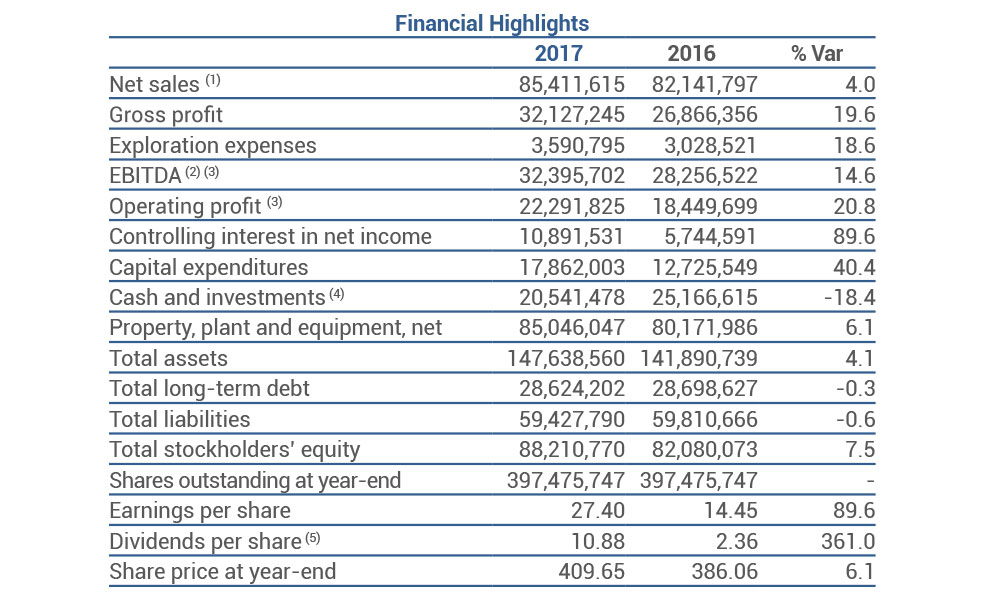 Financial Highlights
2017 2016 % Var
Net sales (1) 85,411,615 82,141,797 4.0
Gross profit 32,127,245 26,866,356 19.6
Exploration expenses 3,590,795 3,028,521 18.6
EBITDA (2) (3) 32,395,702 28,256,522 14.6
Operating profit (3) 22,291,825 18,449,699 20.8
Controlling interest in net income 10,891,531 5,744,591 89.6
Capital expenditures 17,862,003 12,725,549 40.4
Cash and investments (4) 20,541,478 25,166,615 -18.4
Property, plant and equipment, net 85,046,047 80,171,986 6.1
Total assets 147,638,560 141,890,739 4.1
Total long-term debt 28,624,202 28,698,627 -0.3
Total liabilities 59,427,790 59,810,666 -0.6
Total stockholders' equity 88,210,770 82,080,073 7.5
Shares outstanding at year-end 397,475,747 397,475,747 -
Earnings per share 27.40 14.45 89.6
Dividends per share (5) 10.88 2.36 361.0
Share price at year-end 409.65 386.06 6.1